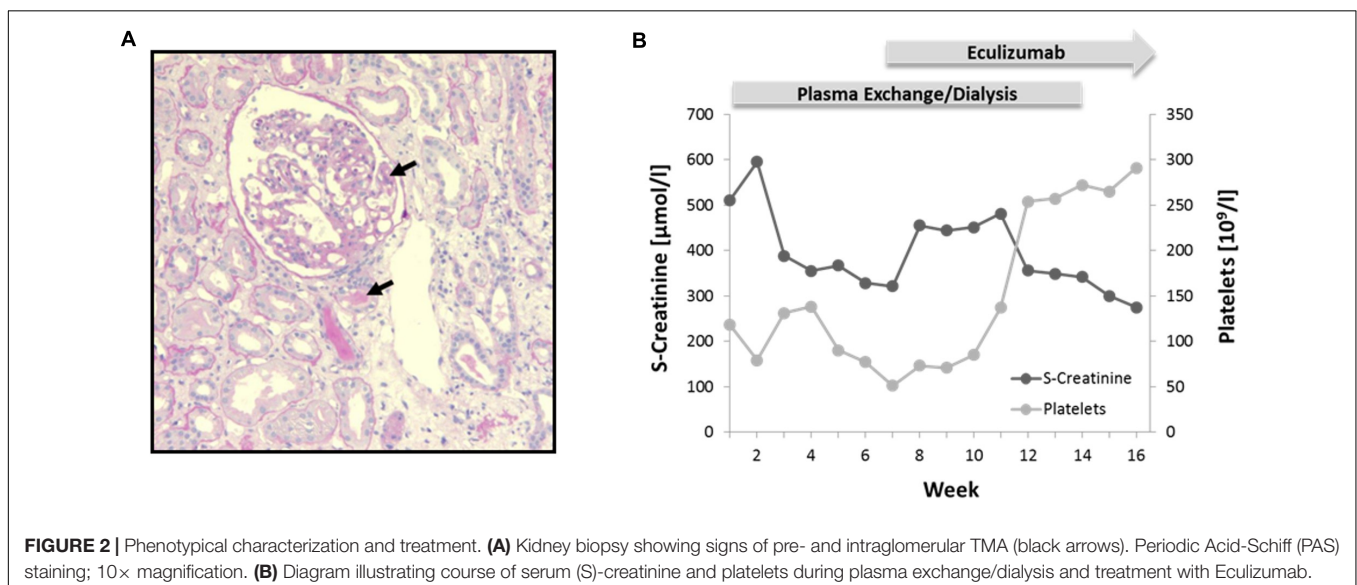 A
B
Eculizumab
Plasma Exchange/Dialysis
700
600
500
400
300
200
100
0
S-Creatinine [µmol/l]
350
300
250
200
150
100
50
0
Platelets [10⁹/l]
S-Creatinine
Platelets
2 4 6 8 10 12 14 16
Week
FIGURE 2 | Phenotypical characterization and treatment. (A) Kidney biopsy showing signs of pre- and intraglomerular TMA (black arrows). Periodic Acid-Schiff (PAS)
staining; 10× magnification. (B) Diagram illustrating course of serum (S)-creatinine and platelets during plasma exchange/dialysis and treatment with Eculizumab.